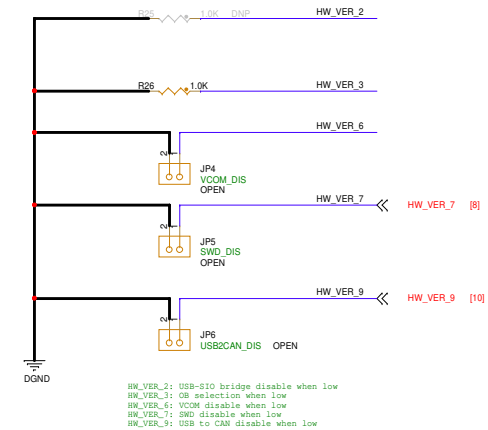 R25 1.0K DNP HW_VER_2
R26 1.0K HW_VER_3
HW_VER_6
2 1
JP4
VCOM_DIS
OPEN
HW_VER_7 HW_VER_7 [8]
2 1
JP5
SWD_DIS
OPEN
HW_VER_9 HW_VER_9 [10]
2 1
JP6
USB2CAN_DIS OPEN
DGND
HW_VER_2: USB-SIO bridge disable when low
HW_VER_3: OB selection when low
HW_VER_6: VCOM disable when low
HW_VER_7: SWD disable when low
HW_VER_9: USB to CAN disable when low